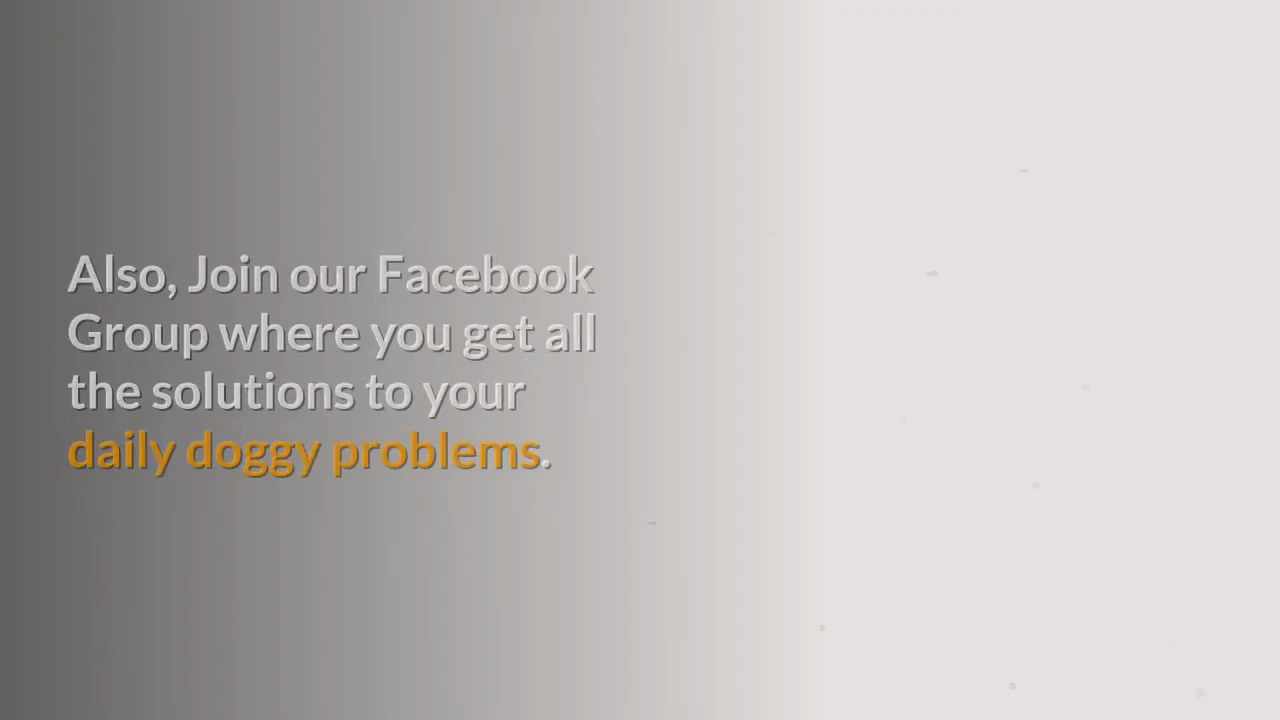 Also, Join our Facebook
Group where you get all
the solutions to your
daily doggy problems.